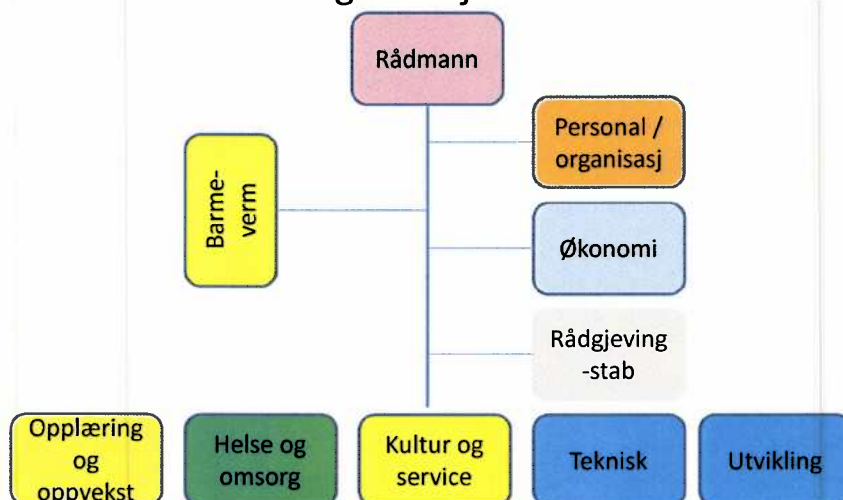 Rådmann
Personal /
organisasj
Barme-
verm
Økonomi
Rådgjeving
-stab
Opplæring
og
oppvekst
Helse og
omsorg
Kultur og
service
Teknisk
Utvikling